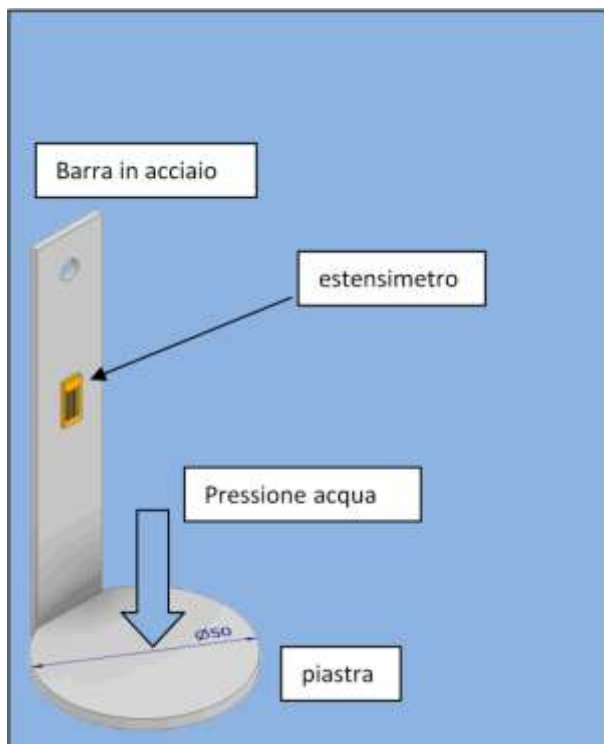 Barra in acciaio
estensimetro
Pressione acqua
Ø50
piastra